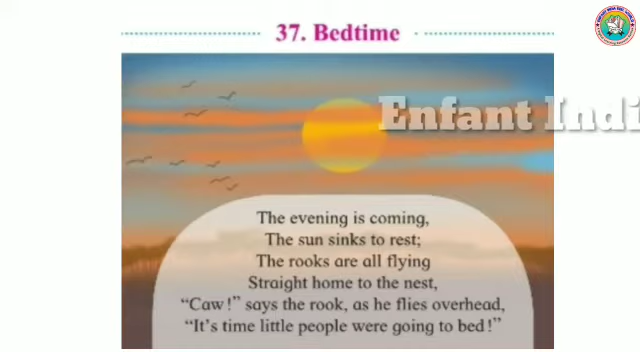 37. Bedtime
Enfant Indi
The evening is coming,
The sun sinks to rest;
The rooks are all flying
Straight home to the nest,
“Caw!” says the rook, as he flies overhead,
“It's time little people were going to bed!”